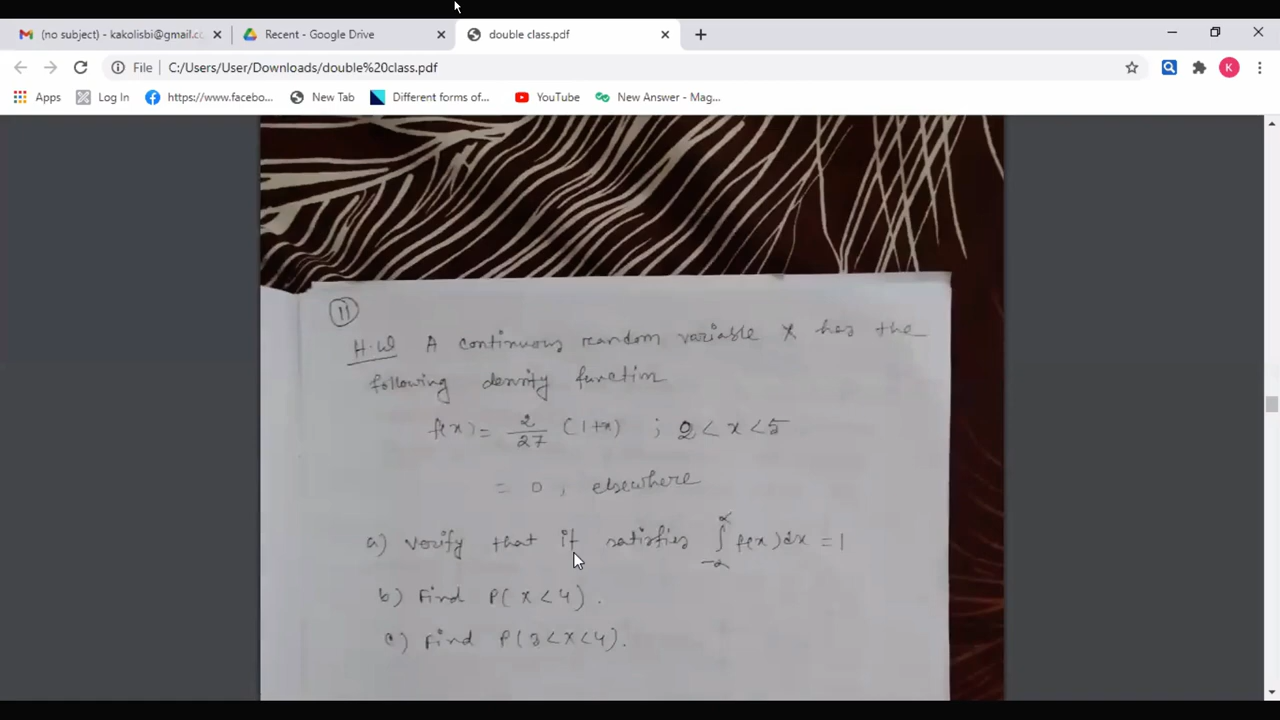 (no subject) - kakolisbi@gmail.co
Recent - Google Drive
double class.pdf
File
C:/Users/User/Downloads/double%20class.pdf
K
Apps
Log In
https://www.facebo...
New Tab
Different forms of...
YouTube
New Answer - Mag...
11
H.W A continuous random variable X has the
following density function
f(x) = 2/27 (1+x) ; 2 < x < 5
= 0, elsewhere
a) Verify that it satisfies ∫_{-∞}^{∞} f(x) dx = 1
b) Find P( x < 4) .
c) Find P(3 < x < 4).